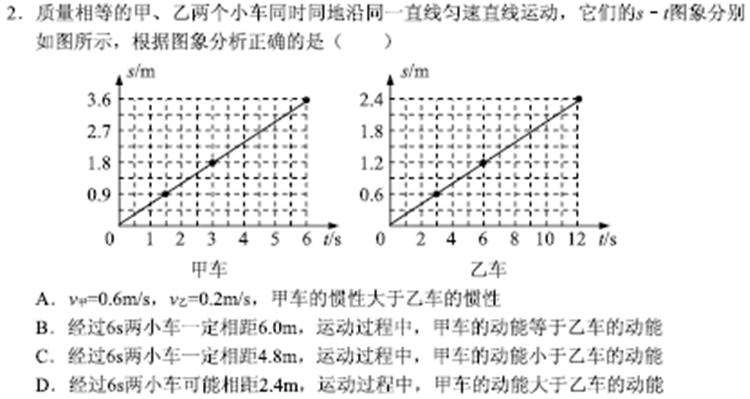 2．质量相等的甲、乙两个小车同时同地沿同一直线匀速直线运动，它们的s﹣t图象分别
如图所示，根据图象分析正确的是（　　）
s/m
3.6
2.7
1.8
0.9
0 1 2 3 4 5 6 t/s
甲车
s/m
2.4
1.8
1.2
0.6
0 2 4 6 8 10 12 t/s
乙车
A．v甲=0.6m/s，v乙=0.2m/s，甲车的惯性大于乙车的惯性
B．经过6s两小车一定相距6.0m，运动过程中，甲车的动能等于乙车的动能
C．经过6s两小车一定相距4.8m，运动过程中，甲车的动能小于乙车的动能
D．经过6s两小车可能相距2.4m，运动过程中，甲车的动能大于乙车的动能